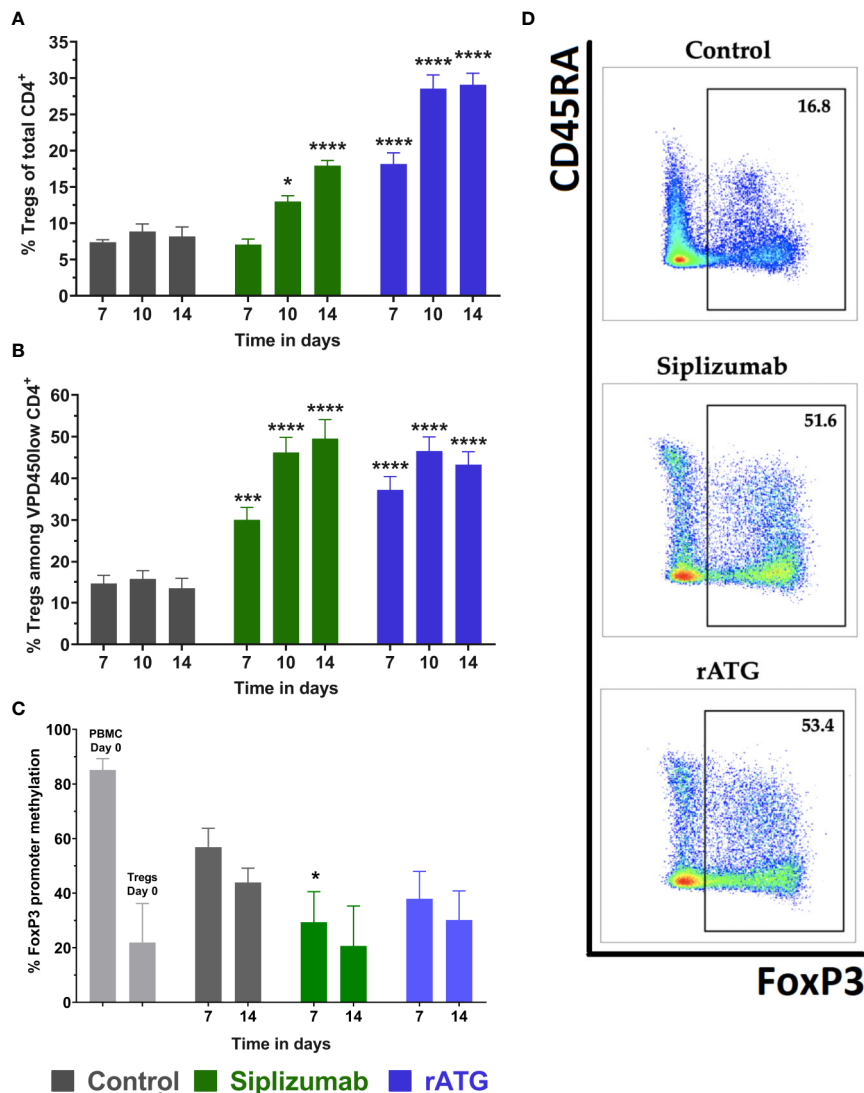 A
% Tregs of total CD4⁺
35
30
25
20
15
10
5
0
*
****
****
****
****
7 10 14 7 10 14 7 10 14
Time in days
B
% Tregs among VPD450low CD4⁺
60
50
40
30
20
10
0
***
****
****
****
****
****
7 10 14 7 10 14 7 10 14
Time in days
C
% FoxP3 promoter methylation
100
80
60
40
20
0
PBMC
Day 0
Tregs
Day 0
*
7 14 7 14 7 14
Time in days
Control Siplizumab rATG
D
CD45RA
Control
16.8
Siplizumab
51.6
rATG
53.4
FoxP3